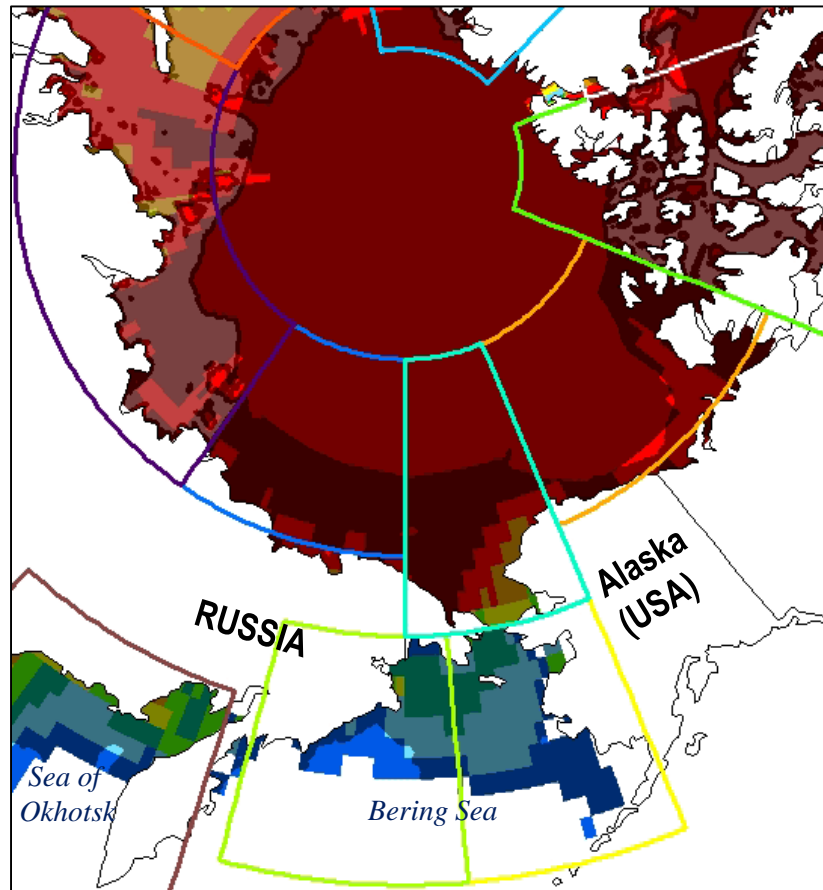 RUSSIA
Alaska
(USA)
Sea of
Okhotsk
Bering Sea